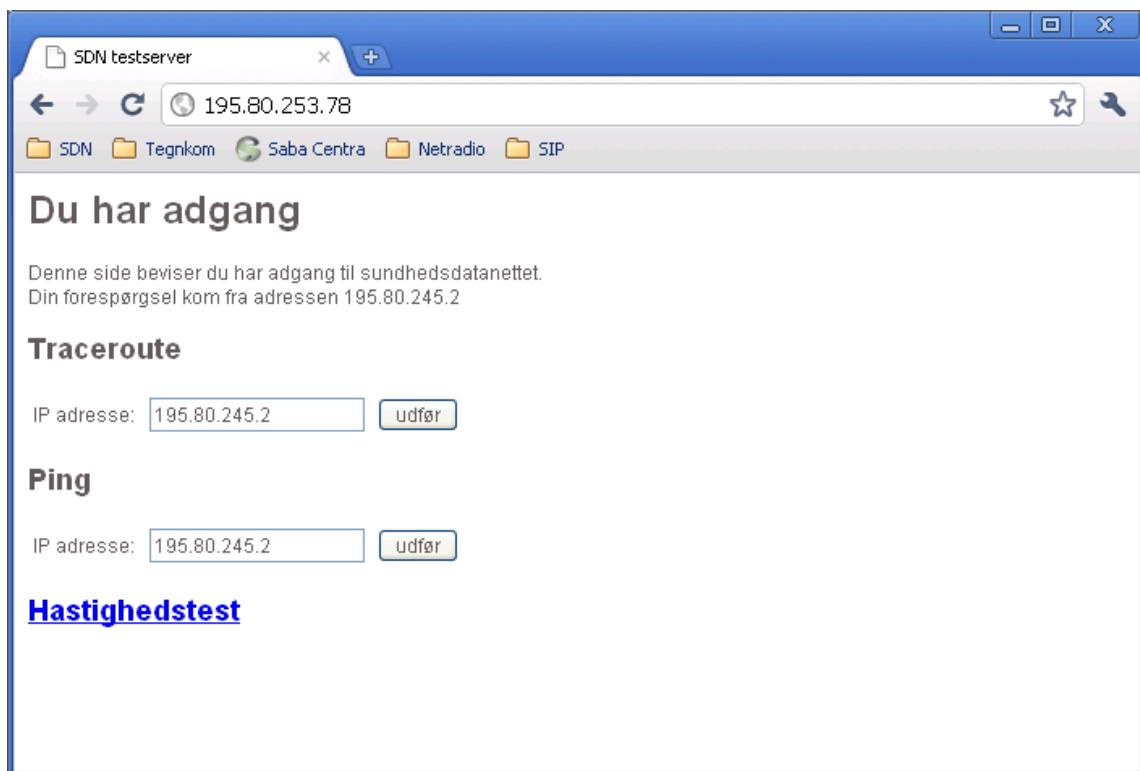 SDN testserver
195.80.253.78
SDN Tegnkom Saba Centra Netradio SIP
Du har adgang
Denne side beviser du har adgang til sundhedsdatanettet.
Din forespørgsel kom fra adressen 195.80.245.2
Traceroute
IP adresse: 195.80.245.2 udfør
Ping
IP adresse: 195.80.245.2 udfør
Hastighedstest